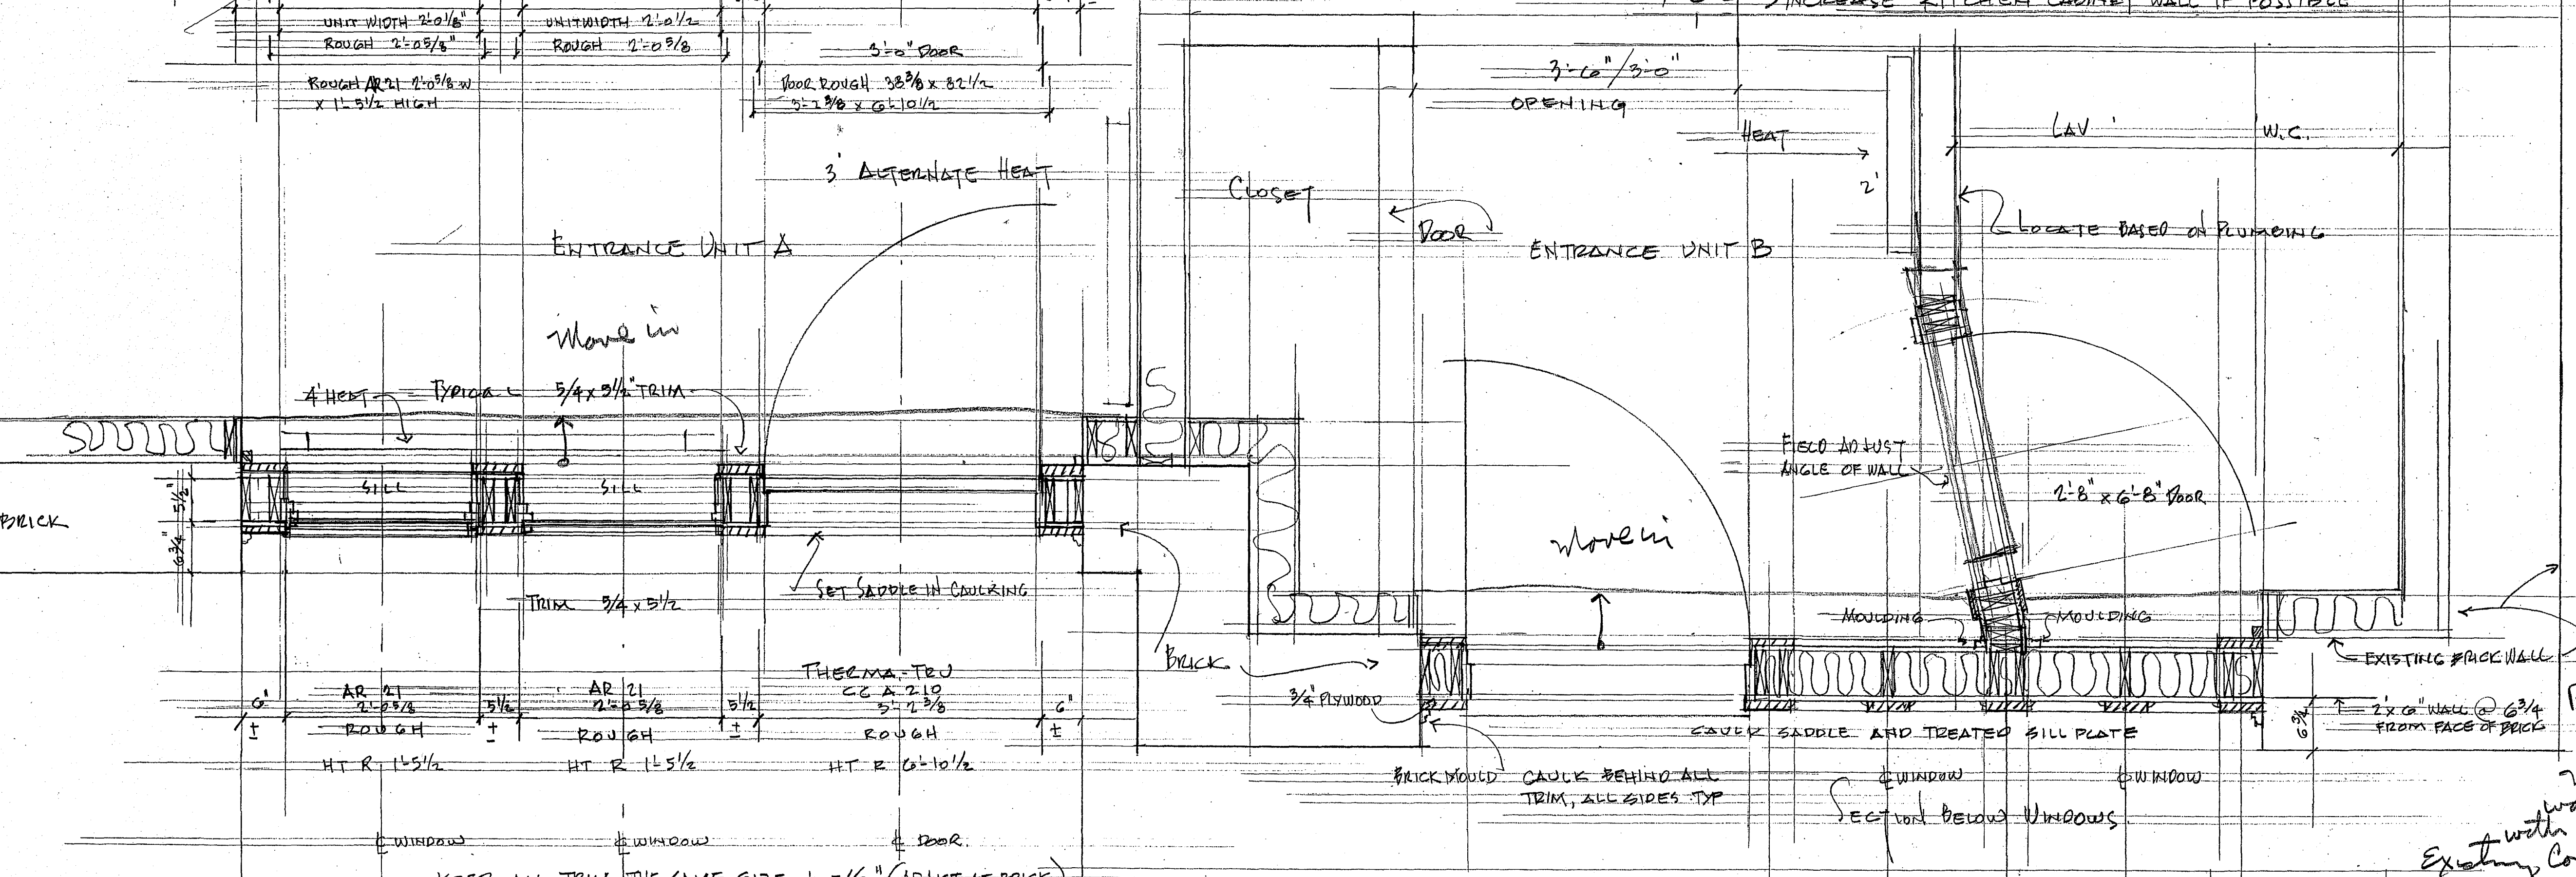 INCREASE KITCHEN CABINET WALL IF POSSIBLE
UNIT WIDTH 2'-0 1/8"
UNIT WIDTH 2'-0 1/2
ROUGH 2'-0 5/8"
ROUGH 2'-0 5/8
3'-0" DOOR
ROUGH AR 21 2'-0 5/8 W
X 1'-5 1/2 HIGH
DOOR ROUGH 38 3/8 X 82 1/2
3'-2 3/8 X 6'-10 1/2
3'-6"/3'-0"
OPENING
HEAT
2'
LAV
W.C.
3' ALTERNATE HEAT
CLOSET
DOOR
ENTRANCE UNIT A
ENTRANCE UNIT B
LOCATE BASED ON PLUMBING
Move in
4' HEAT
TYPICAL 5/4 X 5 1/2" TRIM
SILL
SILL
BRICK
5 1/2"
6 3/4"
FIELD ADJUST
ANGLE OF WALL
2'-8" X 6'-8" DOOR
Move in
SET SADDLE IN CAULKING
TRIM 5/4 X 5 1/2
MOULDING
MOULDING
BRICK
3/4" PLYWOOD
EXISTING BRICK WALL
2" X 6" WALL @ 6 3/4
FROM FACE OF BRICK
6 3/4
THERMA-TRU
CC A 210
3'-2 3/8
ROUGH
HT R 6'-10 1/2
6"
±
AR 21
2'-0 5/8
ROUGH
HT R 1'-5 1/2
5 1/2
±
AR 21
2'-0 5/8
ROUGH
HT R 1'-5 1/2
5 1/2
±
6"
±
CAULK SADDLE AND TREATED SILL PLATE
BRICK MOULD
CAULK BEHIND ALL
TRIM, ALL SIDES TYP
℄ WINDOW
℄ WINDOW
SECTION BELOW WINDOWS
℄ WINDOW
℄ WINDOW
℄ DOOR.
with
Existing Co